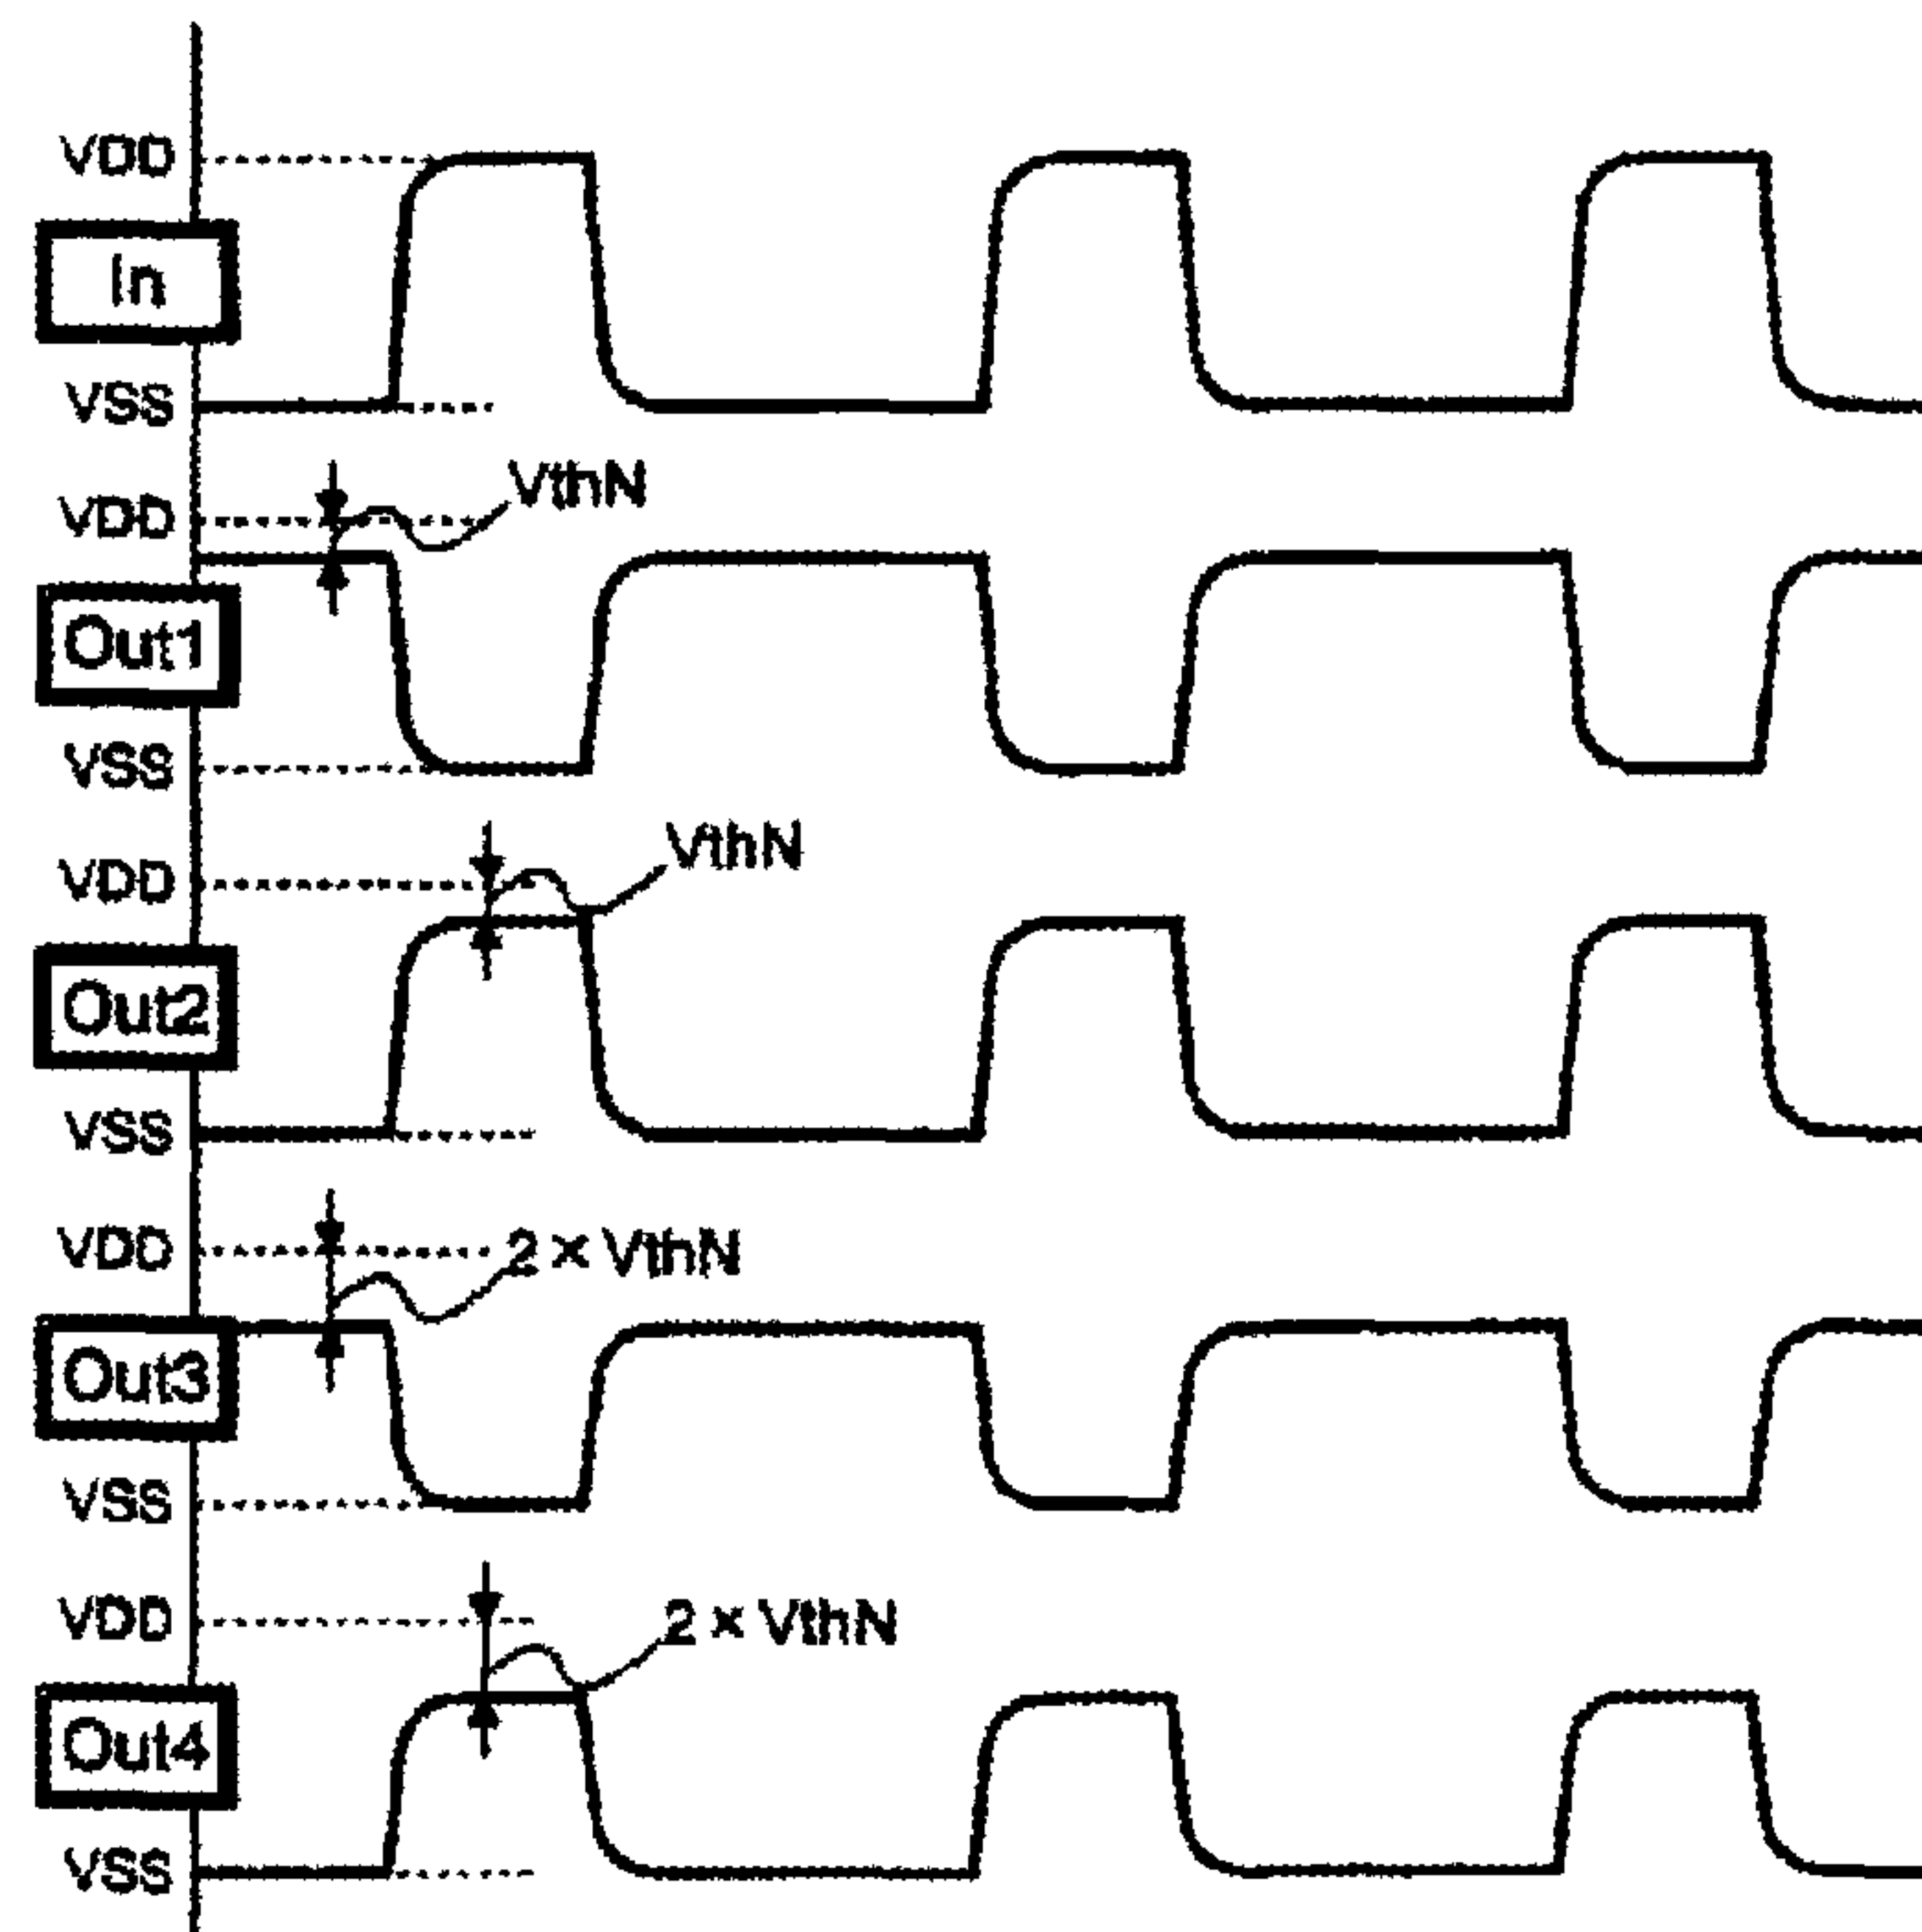 VDD
In
VSS
VthN
VDD
Out1
VSS
VthN
VDD
Out2
VSS
VDD
2 × VthN
Out3
VSS
VDD
2 × VthN
Out4
VSS